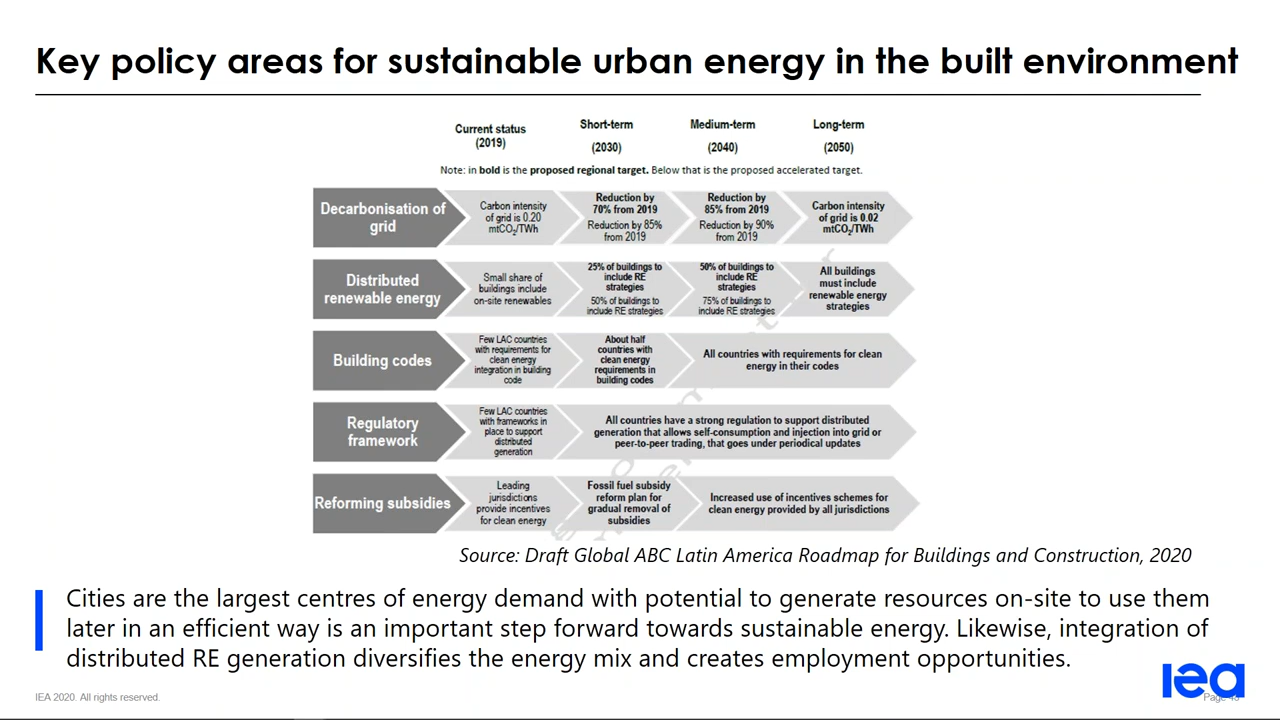 Key policy areas for sustainable urban energy in the built environment
Current status
(2019)
Short-term
(2030)
Medium-term
(2040)
Long-term
(2050)
Note: in bold is the proposed regional target. Below that is the proposed accelerated target.
Decarbonisation of
grid
Carbon intensity
of grid is 0.20
mtCO₂/TWh
Reduction by
70% from 2019
Reduction by 85%
from 2019
Reduction by
85% from 2019
Reduction by 90%
from 2019
Carbon intensity
of grid is 0.02
mtCO₂/TWh
Distributed
renewable energy
Small share of
buildings include
on-site renewables
25% of buildings to
include RE
strategies
50% of buildings to
include RE strategies
50% of buildings to
include RE
strategies
75% of buildings to
include RE strategies
All buildings
must include
renewable energy
strategies
Building codes
Few LAC countries
with requirements for
clean energy
integration in building
code
About half
countries with
clean energy
requirements in
building codes
All countries with requirements for clean
energy in their codes
Regulatory
framework
Few LAC countries
with frameworks in
place to support
distributed
generation
All countries have a strong regulation to support distributed
generation that allows self-consumption and injection into grid or
peer-to-peer trading, that goes under periodical updates
Reforming subsidies
Leading
jurisdictions
provide incentives
for clean energy
Fossil fuel subsidy
reform plan for
gradual removal of
subsidies
Increased use of incentives schemes for
clean energy provided by all jurisdictions
Source: Draft Global ABC Latin America Roadmap for Buildings and Construction, 2020
Cities are the largest centres of energy demand with potential to generate resources on-site to use them
later in an efficient way is an important step forward towards sustainable energy. Likewise, integration of
distributed RE generation diversifies the energy mix and creates employment opportunities.
IEA 2020. All rights reserved.
iea
Page